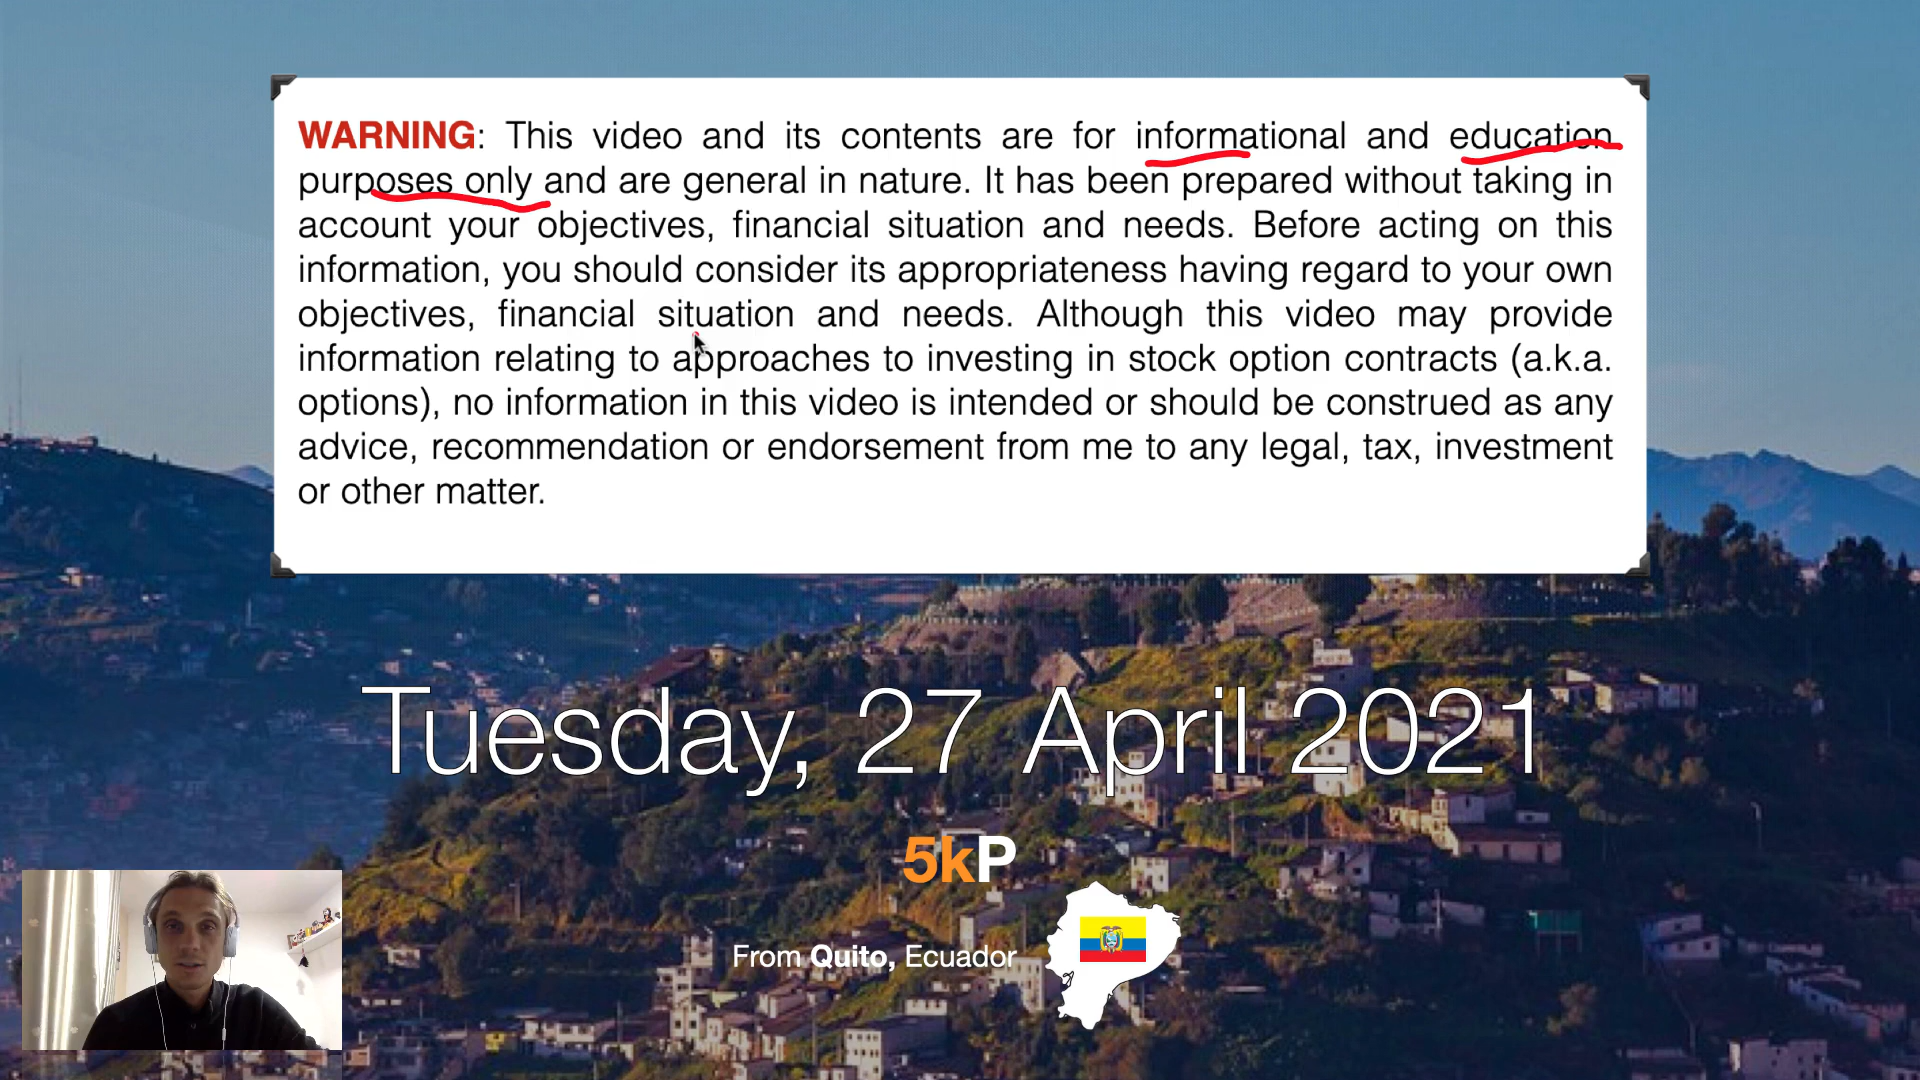 WARNING: This video and its contents are for informational and education
purposes only and are general in nature. It has been prepared without taking in
account your objectives, financial situation and needs. Before acting on this
information, you should consider its appropriateness having regard to your own
objectives, financial situation and needs. Although this video may provide
information relating to approaches to investing in stock option contracts (a.k.a.
options), no information in this video is intended or should be construed as any
advice, recommendation or endorsement from me to any legal, tax, investment
or other matter.
Tuesday, 27 April 2021
5kP
From Quito, Ecuador